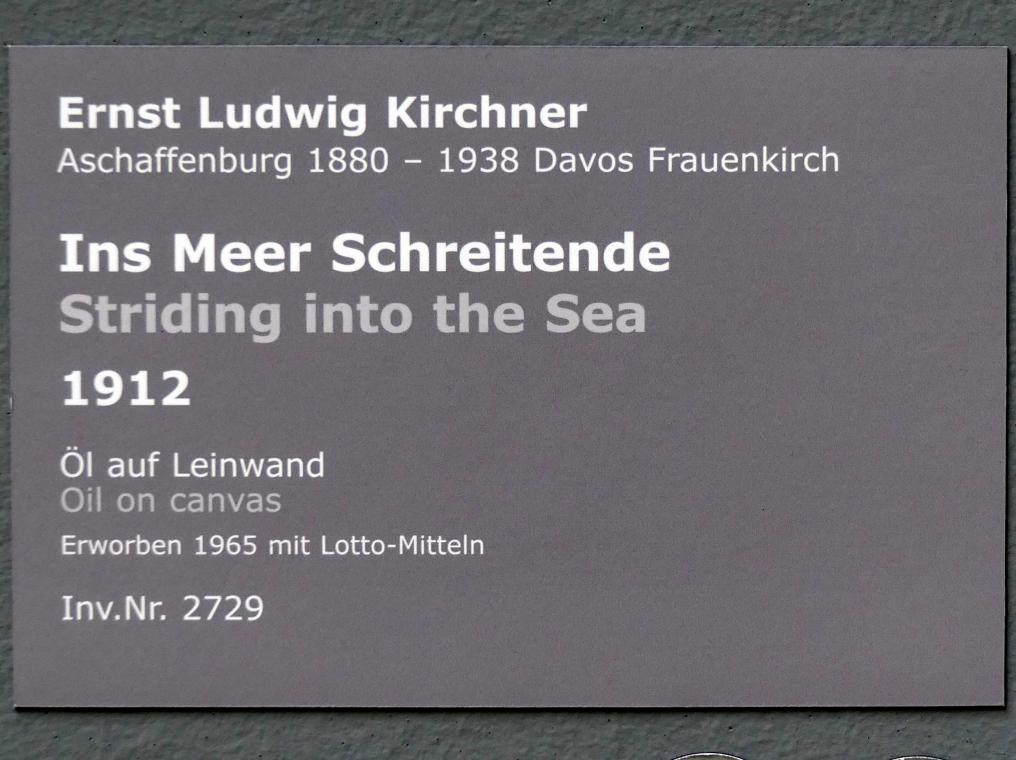 Ernst Ludwig Kirchner
Aschaffenburg 1880 – 1938 Davos Frauenkirch
Ins Meer Schreitende
Striding into the Sea
1912
Öl auf Leinwand
Oil on canvas
Erworben 1965 mit Lotto-Mitteln
Inv.Nr. 2729